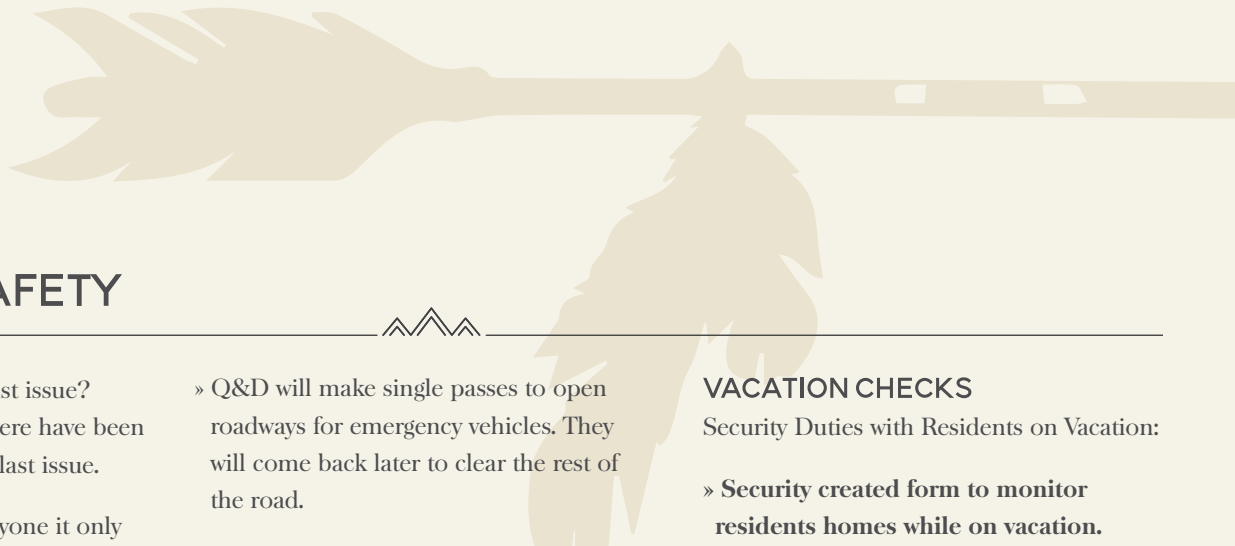 AFETY
st issue?
ere have been
last issue.
yone it only
» Q&D will make single passes to open
roadways for emergency vehicles. They
will come back later to clear the rest of
the road.
VACATION CHECKS
Security Duties with Residents on Vacation:
» Security created form to monitor
residents homes while on vacation.